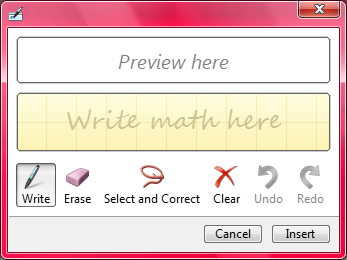 Preview here
Write math here
Write Erase Select and Correct Clear Undo Redo
Cancel Insert